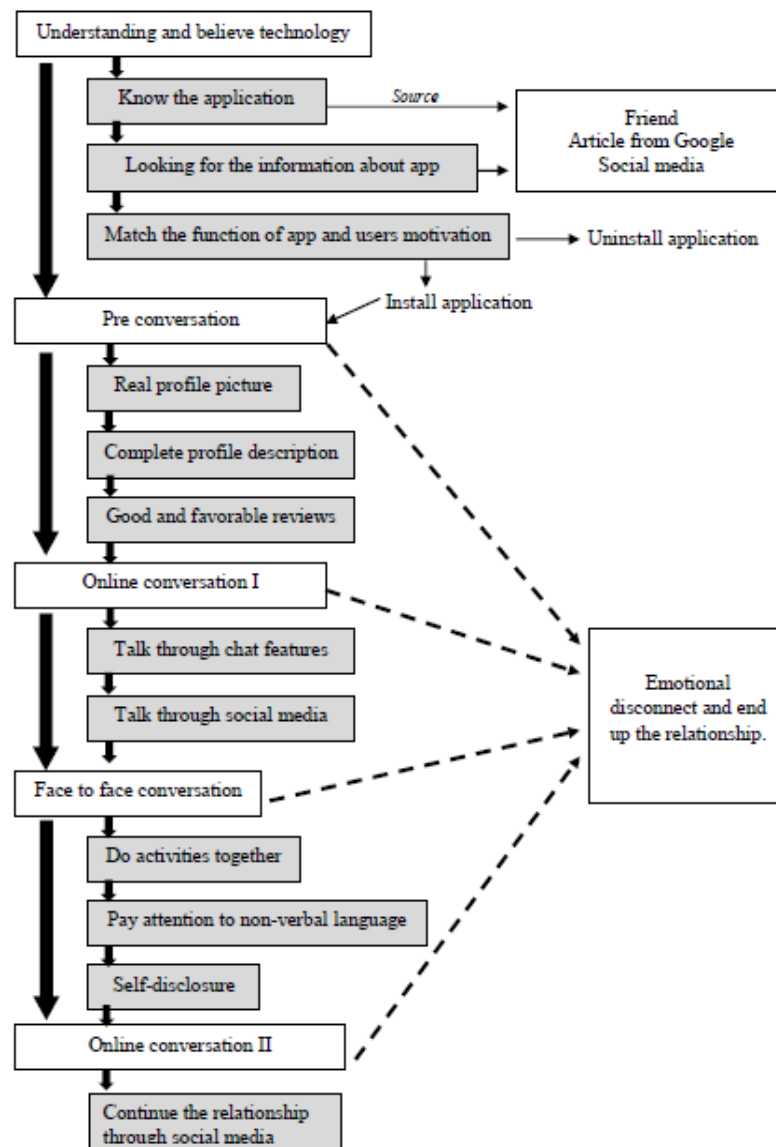 Understanding and believe technology
Know the application
Source
Friend
Article from Google
Social media
Looking for the information about app
Match the function of app and users motivation
Uninstall application
Install application
Pre conversation
Real profile picture
Complete profile description
Good and favorable reviews
Online conversation I
Talk through chat features
Talk through social media
Emotional
disconnect and end
up the relationship.
Face to face conversation
Do activities together
Pay attention to non-verbal language
Self-disclosure
Online conversation II
Continue the relationship
through social media